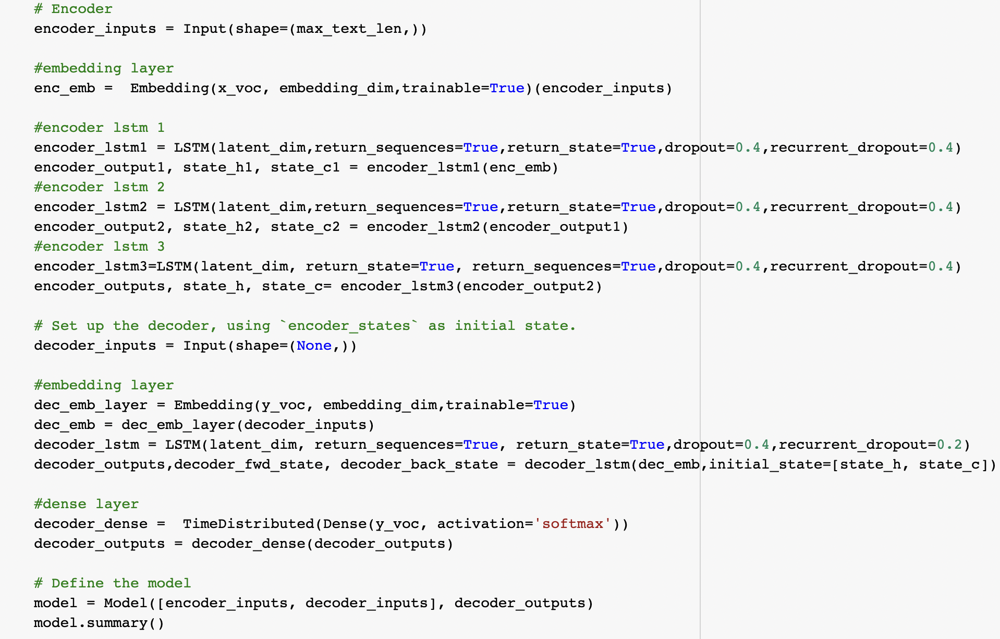 # Encoder
encoder_inputs = Input(shape=(max_text_len,))
#embedding layer
enc_emb =  Embedding(x_voc, embedding_dim,trainable=True)(encoder_inputs)
#encoder lstm 1
encoder_lstm1 = LSTM(latent_dim,return_sequences=True,return_state=True,dropout=0.4,recurrent_dropout=0.4)
encoder_output1, state_h1, state_c1 = encoder_lstm1(enc_emb)
#encoder lstm 2
encoder_lstm2 = LSTM(latent_dim,return_sequences=True,return_state=True,dropout=0.4,recurrent_dropout=0.4)
encoder_output2, state_h2, state_c2 = encoder_lstm2(encoder_output1)
#encoder lstm 3
encoder_lstm3=LSTM(latent_dim, return_state=True, return_sequences=True,dropout=0.4,recurrent_dropout=0.4)
encoder_outputs, state_h, state_c= encoder_lstm3(encoder_output2)
# Set up the decoder, using `encoder_states` as initial state.
decoder_inputs = Input(shape=(None,))
#embedding layer
dec_emb_layer = Embedding(y_voc, embedding_dim,trainable=True)
dec_emb = dec_emb_layer(decoder_inputs)
decoder_lstm = LSTM(latent_dim, return_sequences=True, return_state=True,dropout=0.4,recurrent_dropout=0.2)
decoder_outputs,decoder_fwd_state, decoder_back_state = decoder_lstm(dec_emb,initial_state=[state_h, state_c])
#dense layer
decoder_dense =  TimeDistributed(Dense(y_voc, activation='softmax'))
decoder_outputs = decoder_dense(decoder_outputs)
# Define the model
model = Model([encoder_inputs, decoder_inputs], decoder_outputs)
model.summary()